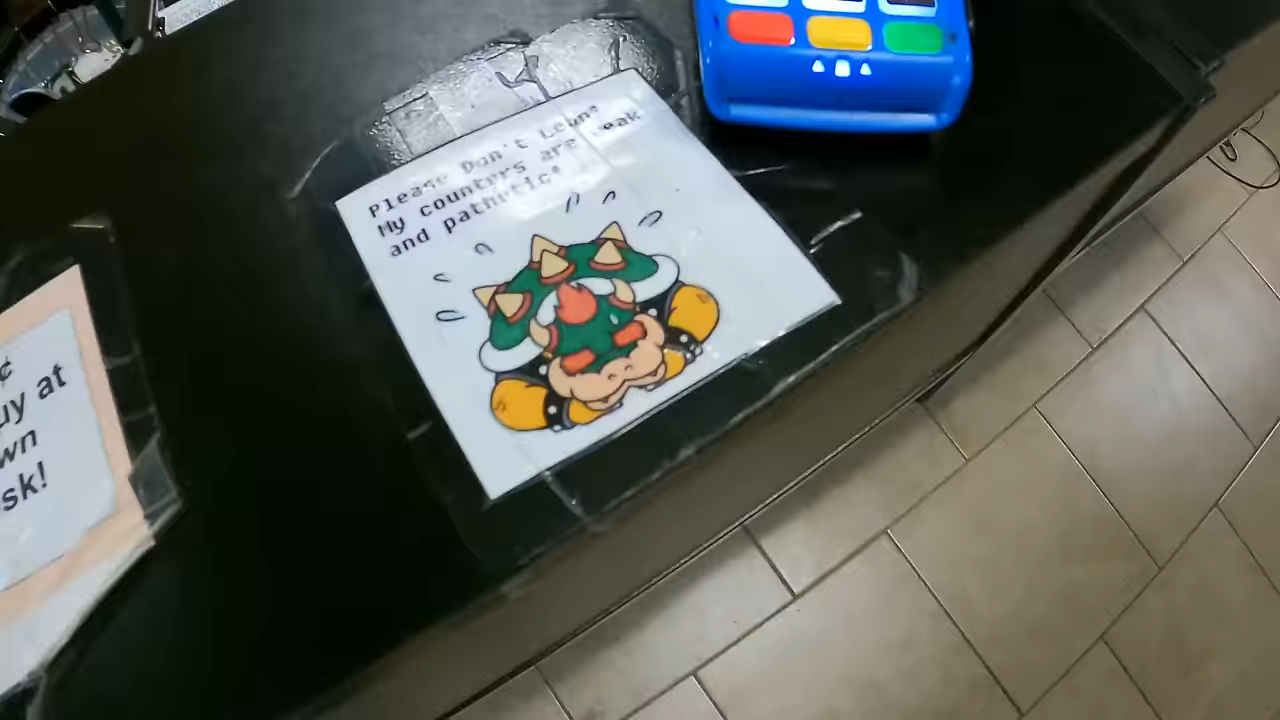 Please Don't Lean*
My counters are weak
and pathetic*
¢
uy at
wn
sk!